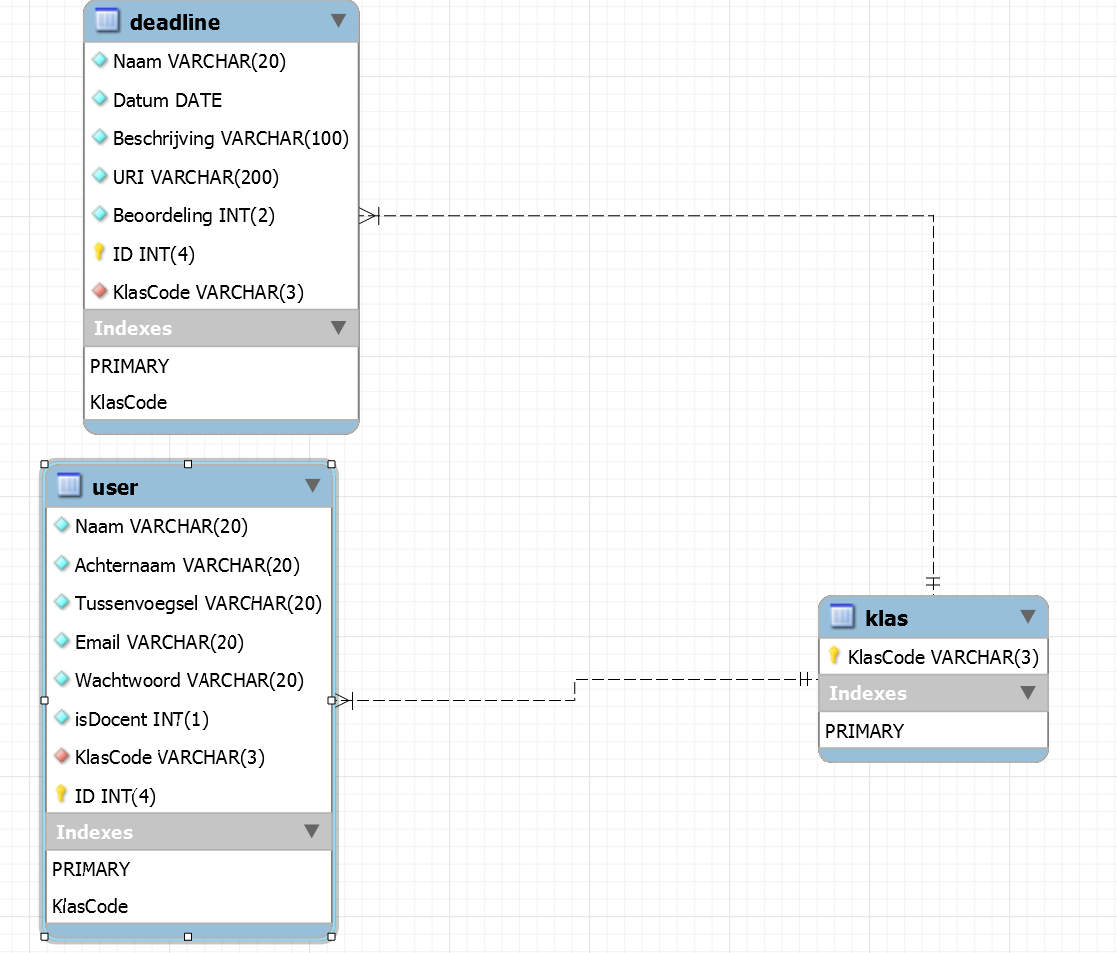 deadline
Naam VARCHAR(20)
Datum DATE
Beschrijving VARCHAR(100)
URI VARCHAR(200)
Beoordeling INT(2)
ID INT(4)
KlasCode VARCHAR(3)
Indexes
PRIMARY
KlasCode
user
Naam VARCHAR(20)
Achternaam VARCHAR(20)
Tussenvoegsel VARCHAR(20)
Email VARCHAR(20)
Wachtwoord VARCHAR(20)
isDocent INT(1)
KlasCode VARCHAR(3)
ID INT(4)
Indexes
PRIMARY
KlasCode
klas
KlasCode VARCHAR(3)
Indexes
PRIMARY